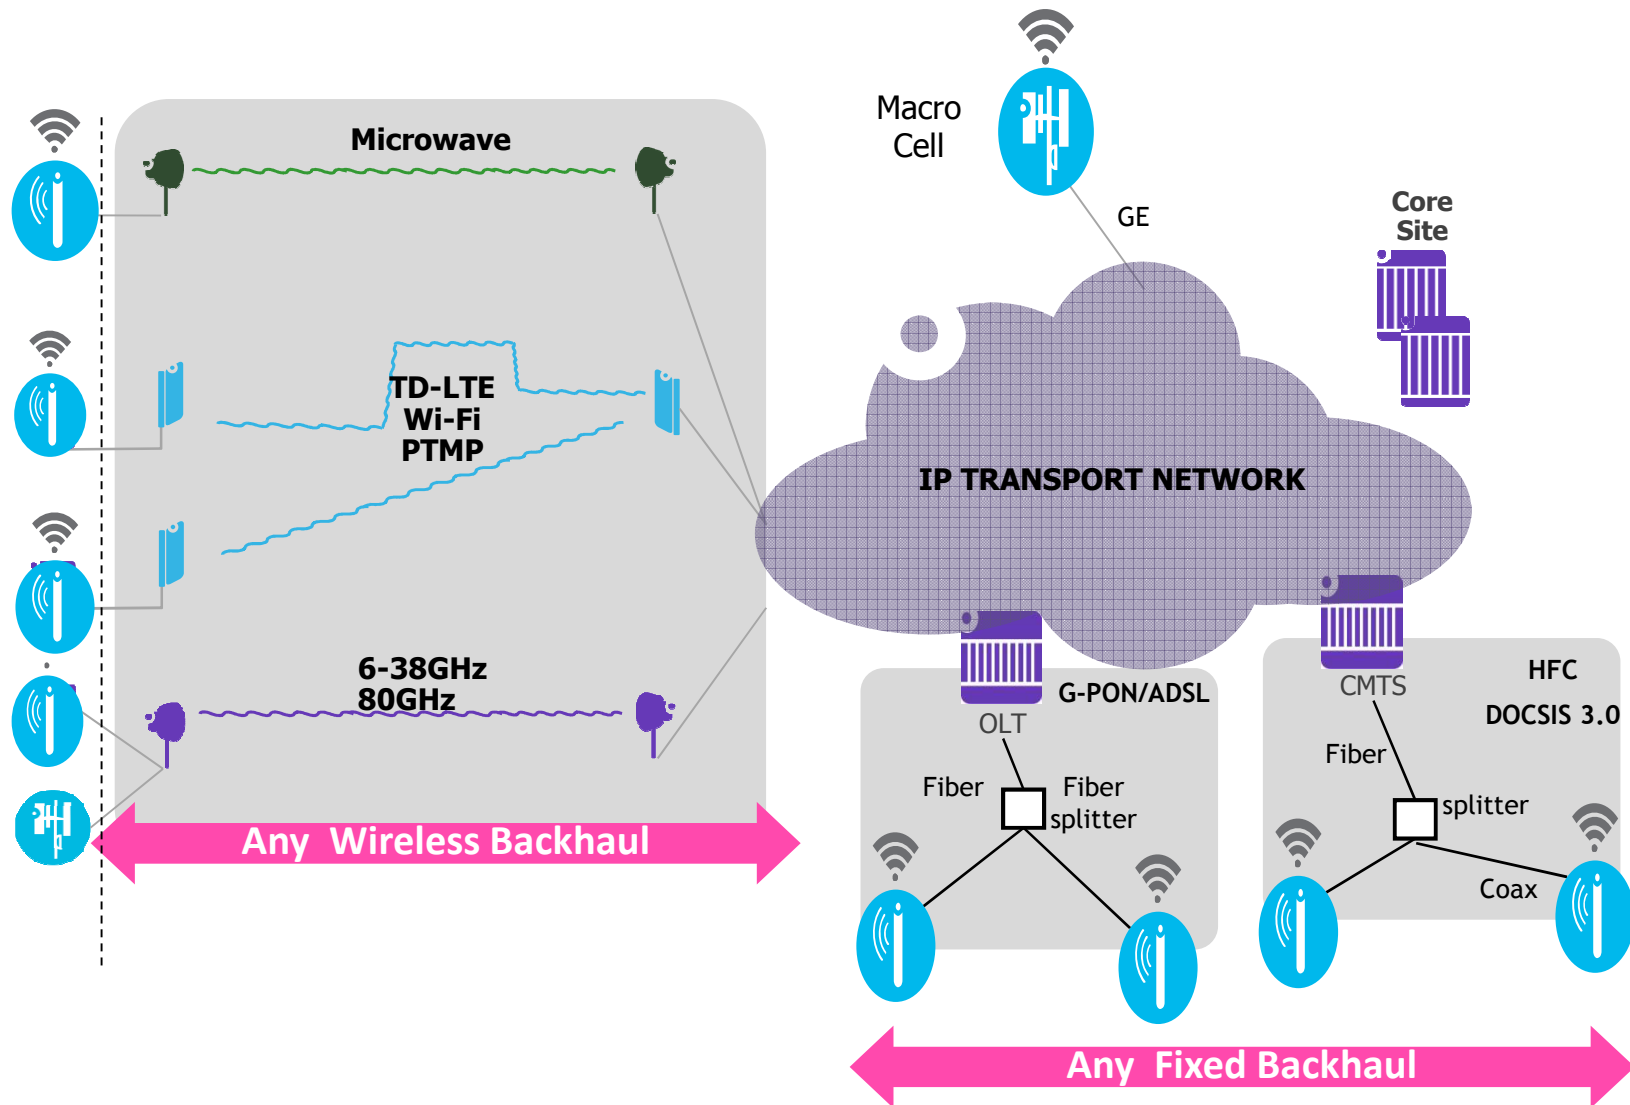 Macro
Cell
Microwave
Core
Site
GE
TD-LTE
Wi-Fi
PTMP
IP TRANSPORT NETWORK
6-38GHz
80GHz
G-PON/ADSL
OLT
CMTS
HFC
DOCSIS 3.0
Fiber
Fiber
splitter
Fiber
splitter
Coax
Any  Wireless Backhaul
Any  Fixed Backhaul